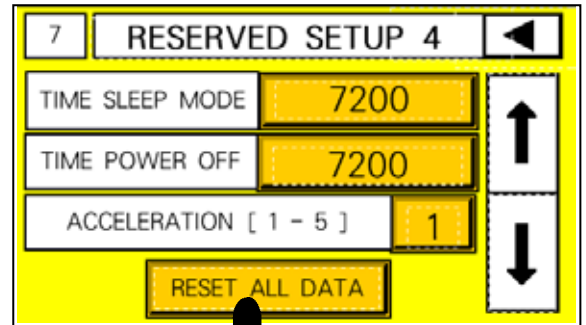 7 RESERVED SETUP 4
TIME SLEEP MODE 7200
TIME POWER OFF 7200
ACCELERATION [ 1 - 5 ] 1
RESET ALL DATA